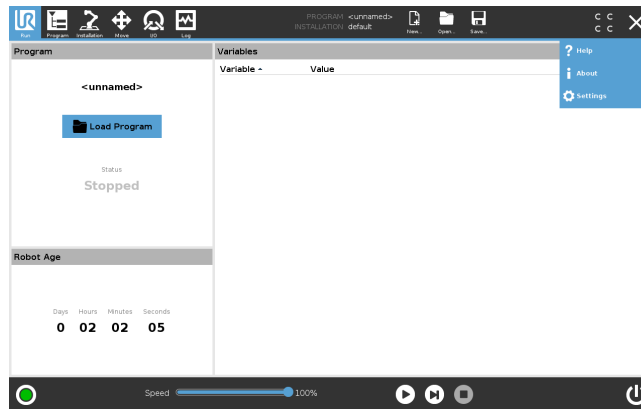 UR
PROGRAM <unnamed>
INSTALLATION default
C C
C C
Run Program Installation Move I/O Log New... Open... Save...
Program
<unnamed>
Load Program
Status
Stopped
Robot Age
Days Hours Minutes Seconds
0 02 02 05
Variables
Variable Value
? Help
i About
Settings
Speed 100%